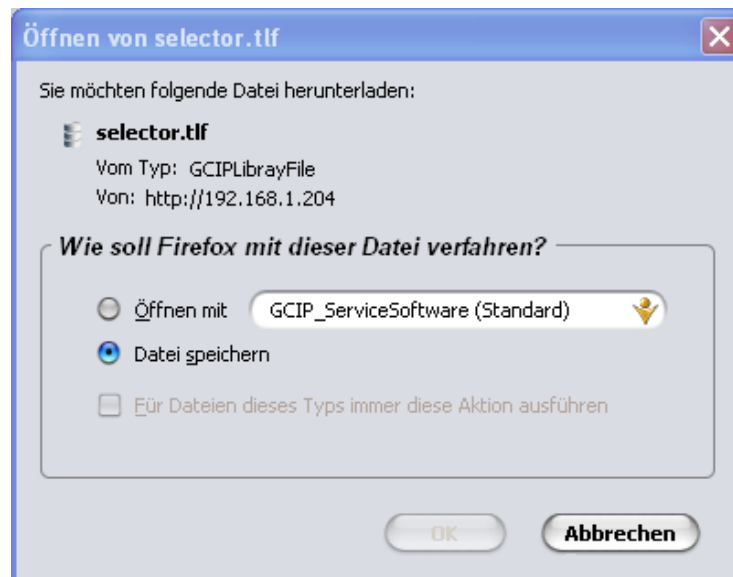 Öffnen von selector.tlf
Sie möchten folgende Datei herunterladen:
selector.tlf
Vom Typ: GCIPLibrayFile
Von: http://192.168.1.204
Wie soll Firefox mit dieser Datei verfahren?
Öffnen mit GCIP_ServiceSoftware (Standard)
Datei speichern
Für Dateien dieses Typs immer diese Aktion ausführen
OK Abbrechen